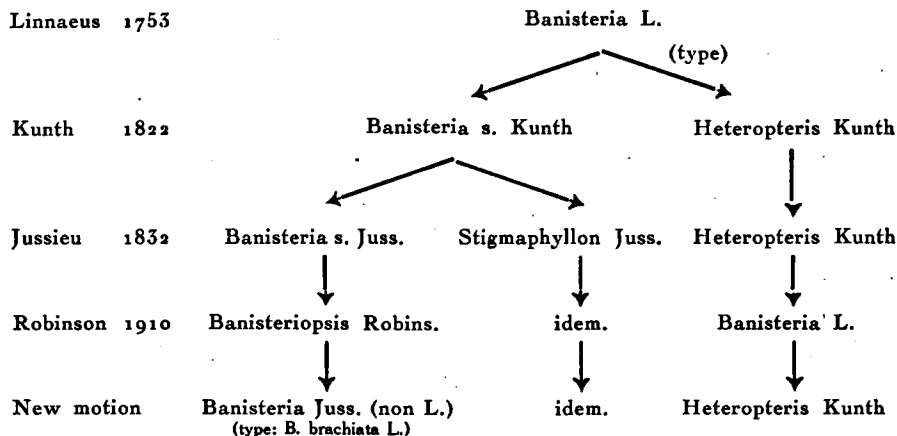 Linnaeus 1753 Banisteria L.
(type)
Kunth 1822 Banisteria s. Kunth Heteropteris Kunth
Jussieu 1832 Banisteria s. Juss. Stigmaphyllon Juss. Heteropteris Kunth
Robinson 1910 Banisteriopsis Robins. idem. Banisteria L.
New motion Banisteria Juss. (non L.) idem. Heteropteris Kunth
(type: B. brachiata L.)